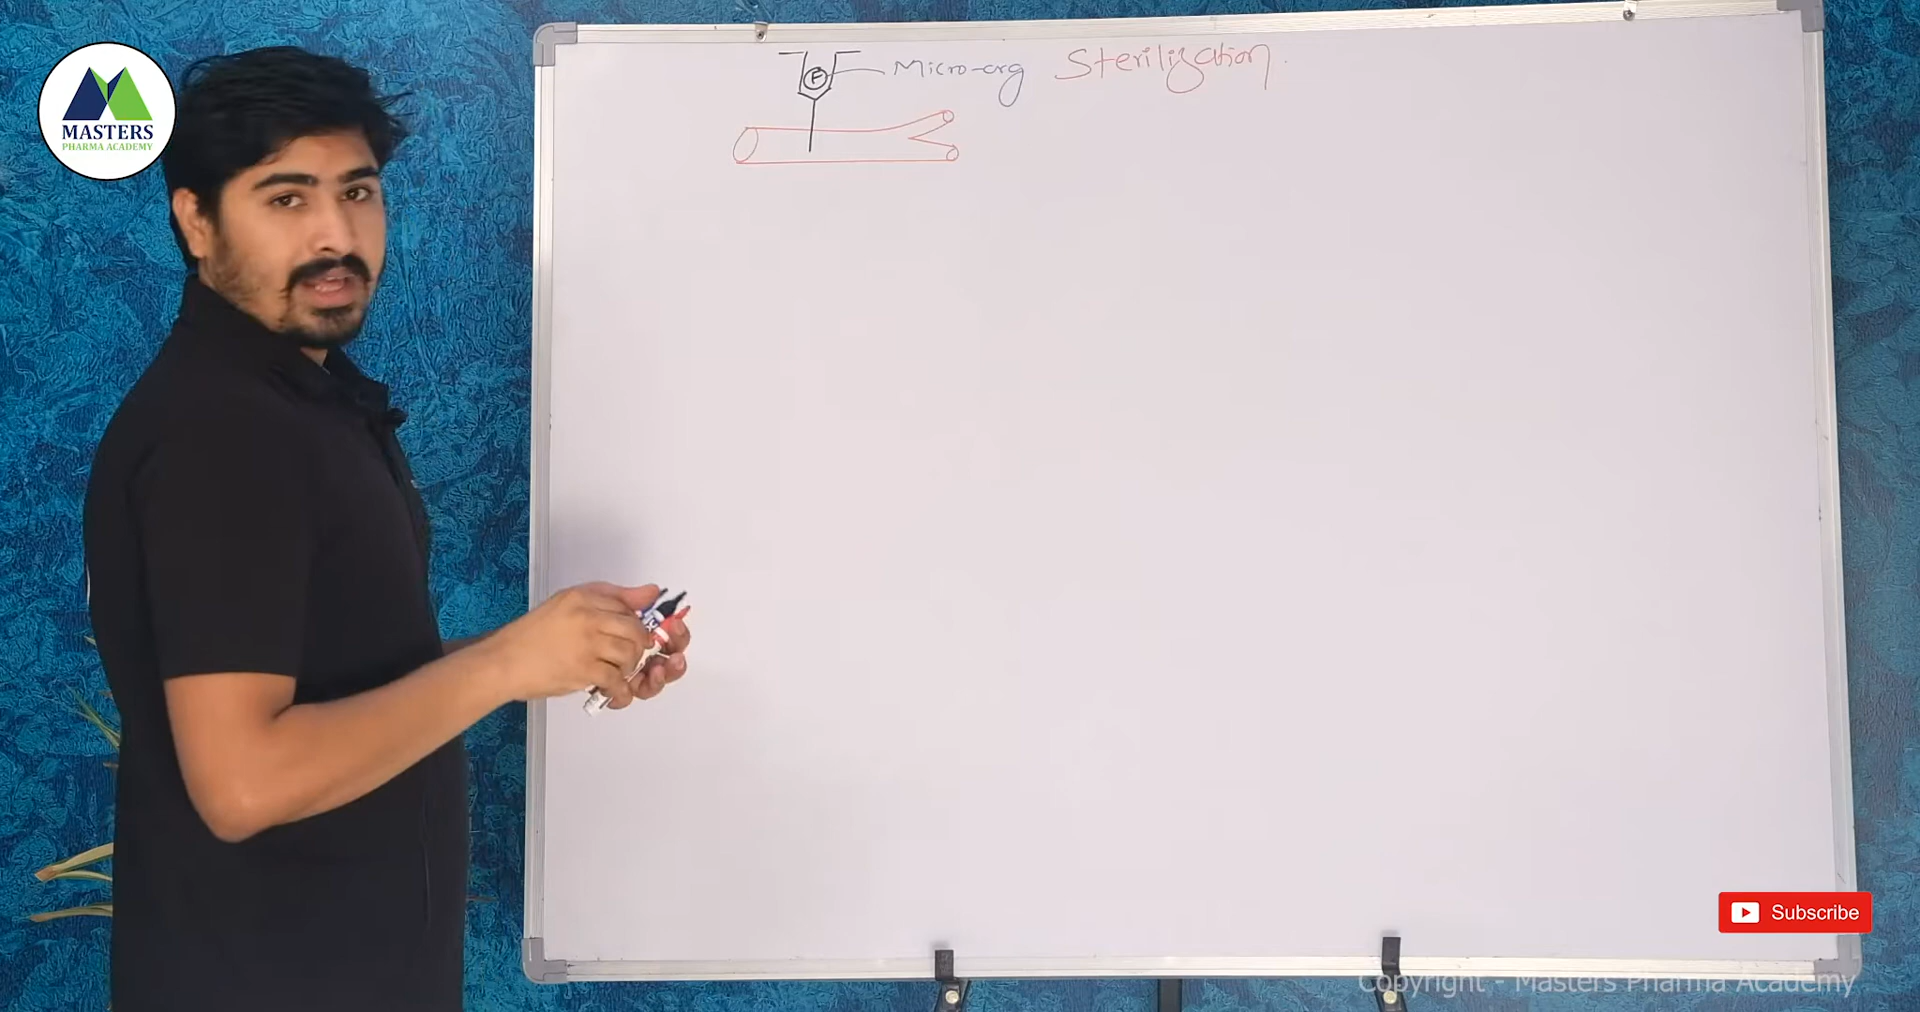 MASTERS
PHARMA ACADEMY
F
Micro-org
Sterilization.
Subscribe
Copyright - Masters Pharma Academy